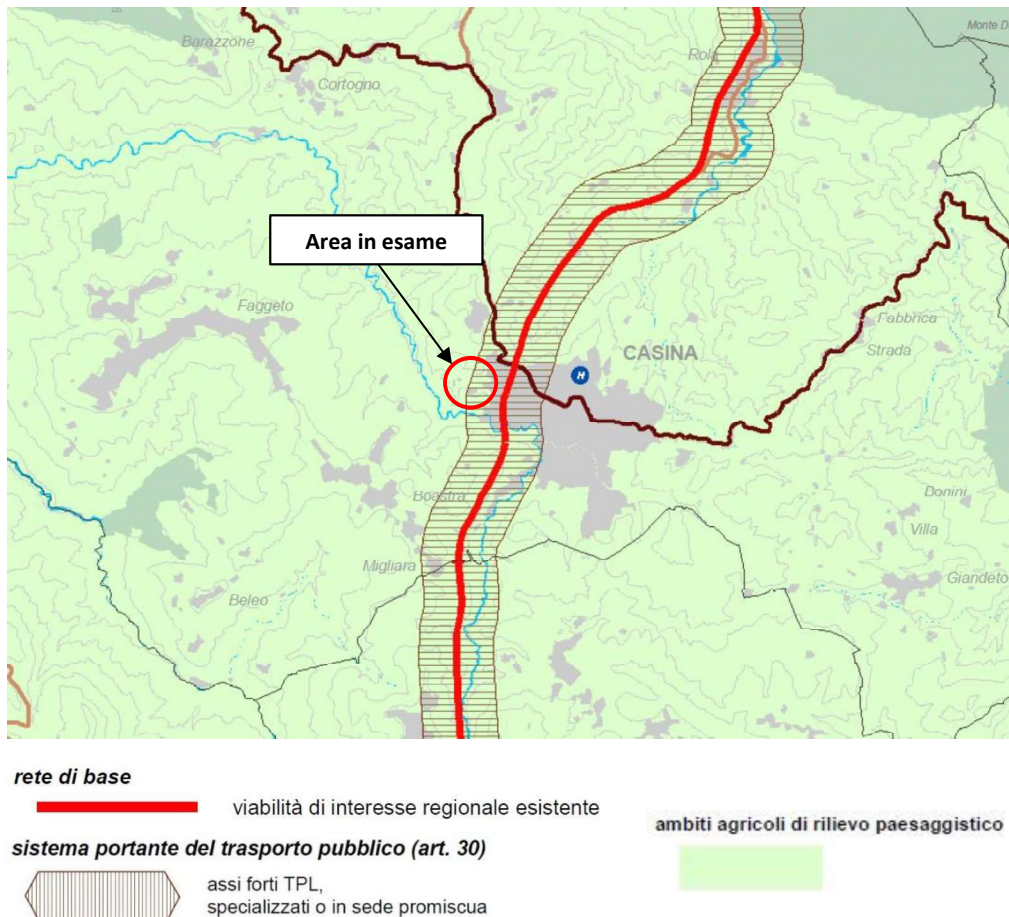 Monte D
Barazzone
Rola
Cortogno
Area in esame
Faggeto
Fabbrica
CASINA
H
Strada
Boastra
Donini
Villa
Migliara
Giandeto
Beleo
rete di base
viabilità di interesse regionale esistente
ambiti agricoli di rilievo paesaggistico
sistema portante del trasporto pubblico (art. 30)
assi forti TPL,
specializzati o in sede promiscua